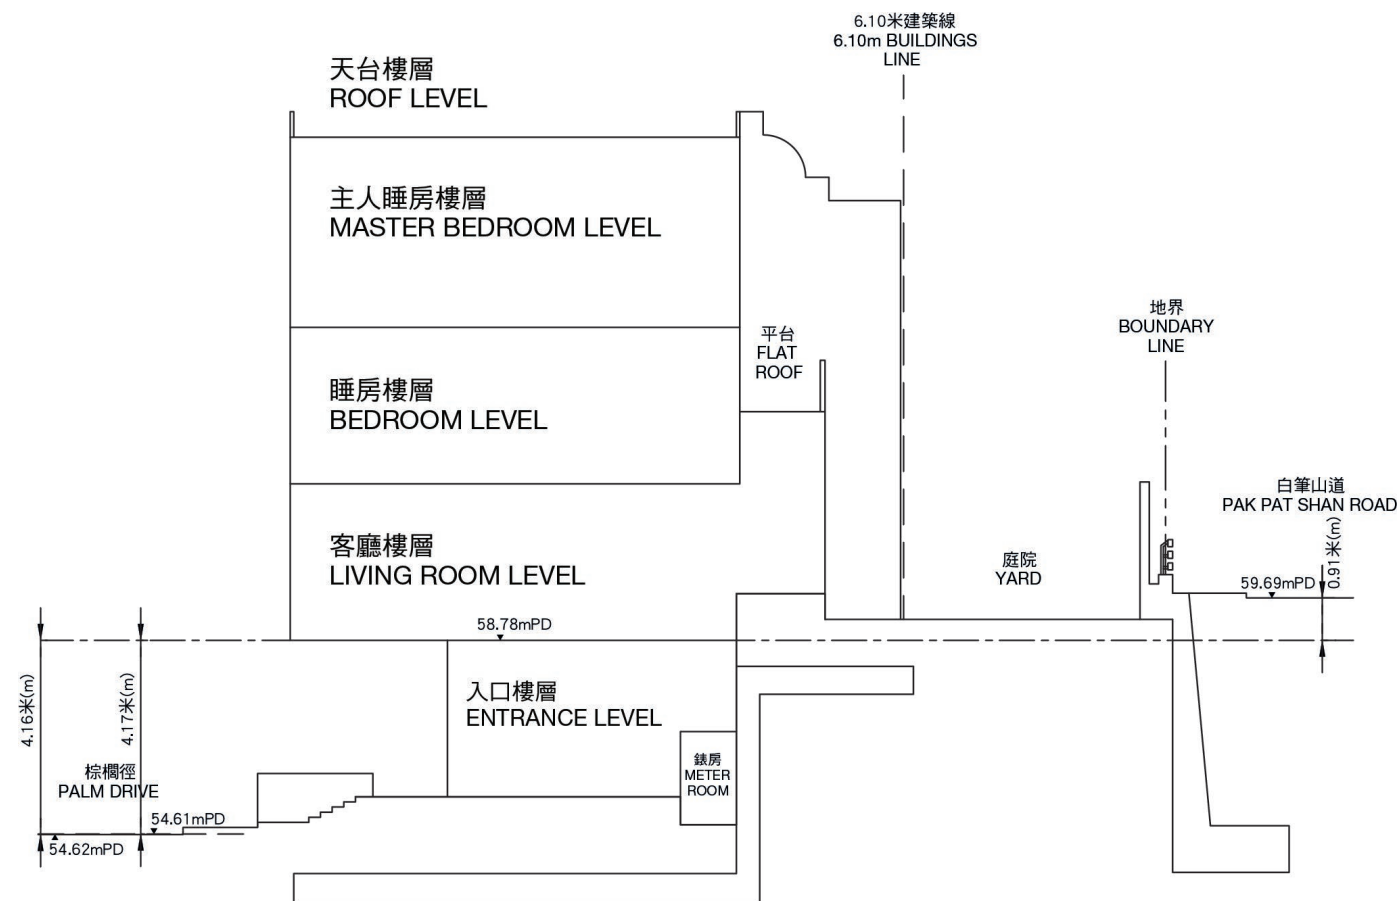 6.10米建築線
6.10m BUILDINGS
LINE
天台樓層
ROOF LEVEL
主人睡房樓層
MASTER BEDROOM LEVEL
地界
BOUNDARY
LINE
平台
FLAT
ROOF
睡房樓層
BEDROOM LEVEL
白筆山道
PAK PAT SHAN ROAD
客廳樓層
LIVING ROOM LEVEL
庭院
YARD
59.69mPD
0.91米(m)
58.78mPD
4.16米(m)
4.17米(m)
入口樓層
ENTRANCE LEVEL
錶房
METER
ROOM
棕櫚徑
PALM DRIVE
54.61mPD
54.62mPD